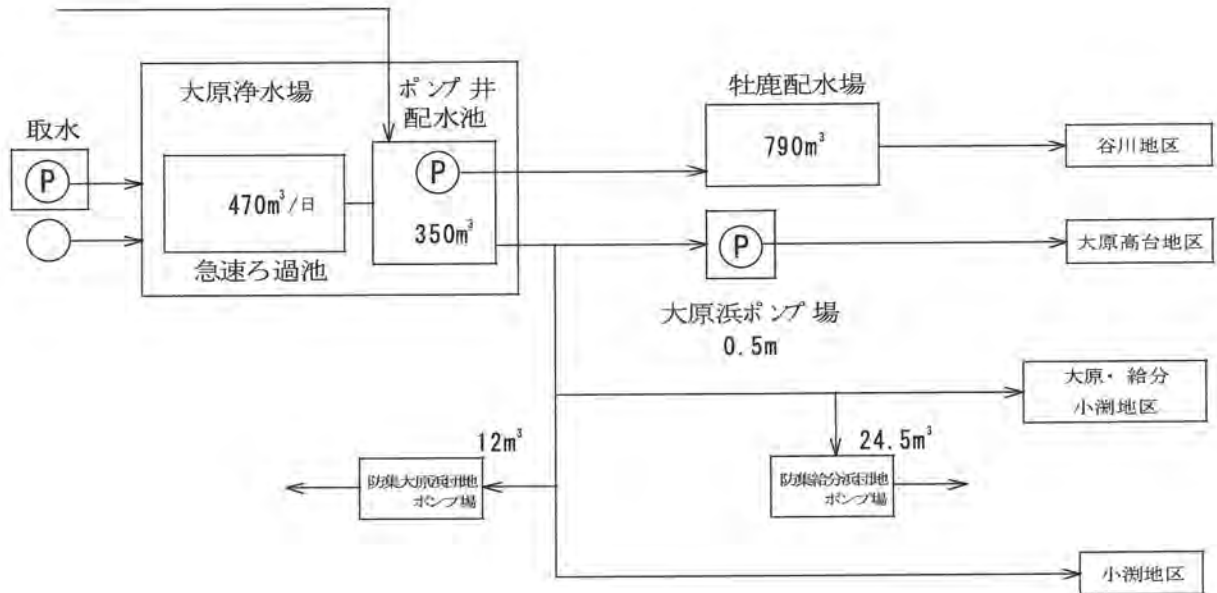 取水
P
大原浄水場
470m³/日
急速ろ過池
ポンプ井
配水池
P
350m³
牡鹿配水場
790m³
谷川地区
P
大原浜ポンプ場
0.5m
大原高台地区
大原・給分
小渕地区
12m³
防集大原浜団地
ポンプ場
24.5m³
防集給分浜団地
ポンプ場
小渕地区